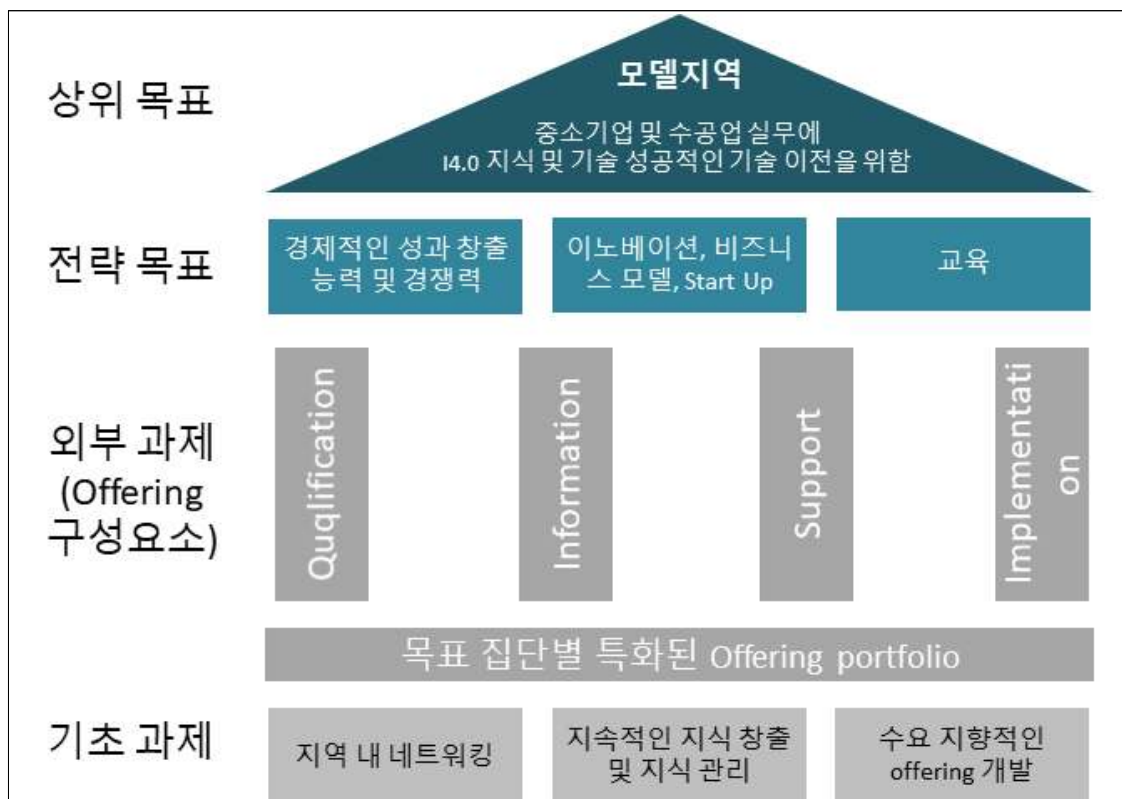 상위 목표
모델지역
중소기업 및 수공업 실무에
I4.0 지식 및 기술 성공적인 기술 이전을 위함
전략 목표
경제적인 성과 창출
능력 및 경쟁력
이노베이션, 비즈니
스 모델, Start Up
교육
외부 과제
(Offering
구성요소)
Quqlification
Information
Support
Implementati
on
목표 집단별 특화된 Offering portfolio
기초 과제
지역 내 네트워킹
지속적인 지식 창출
및 지식 관리
수요 지향적인
offering 개발